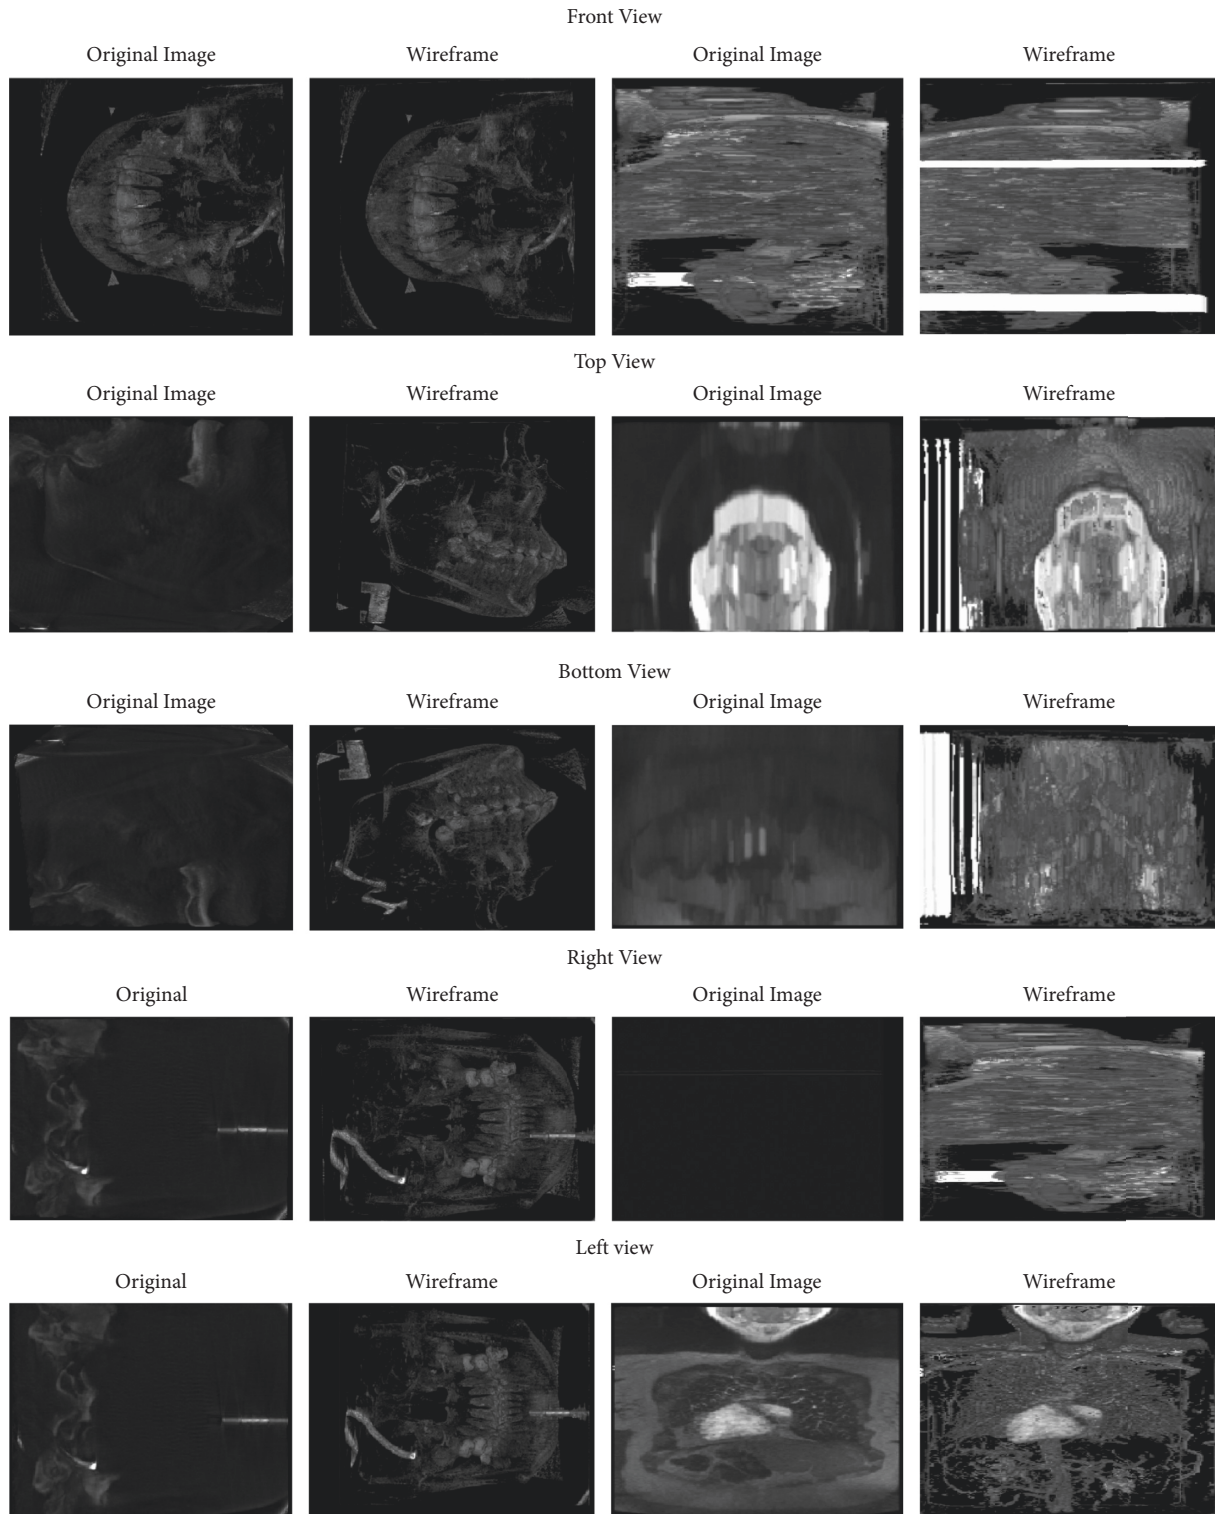 Front View
Original Image Wireframe Original Image Wireframe
Top View
Original Image Wireframe Original Image Wireframe
Bottom View
Original Image Wireframe Original Image Wireframe
Right View
Original Wireframe Original Image Wireframe
Left view
Original Wireframe Original Image Wireframe